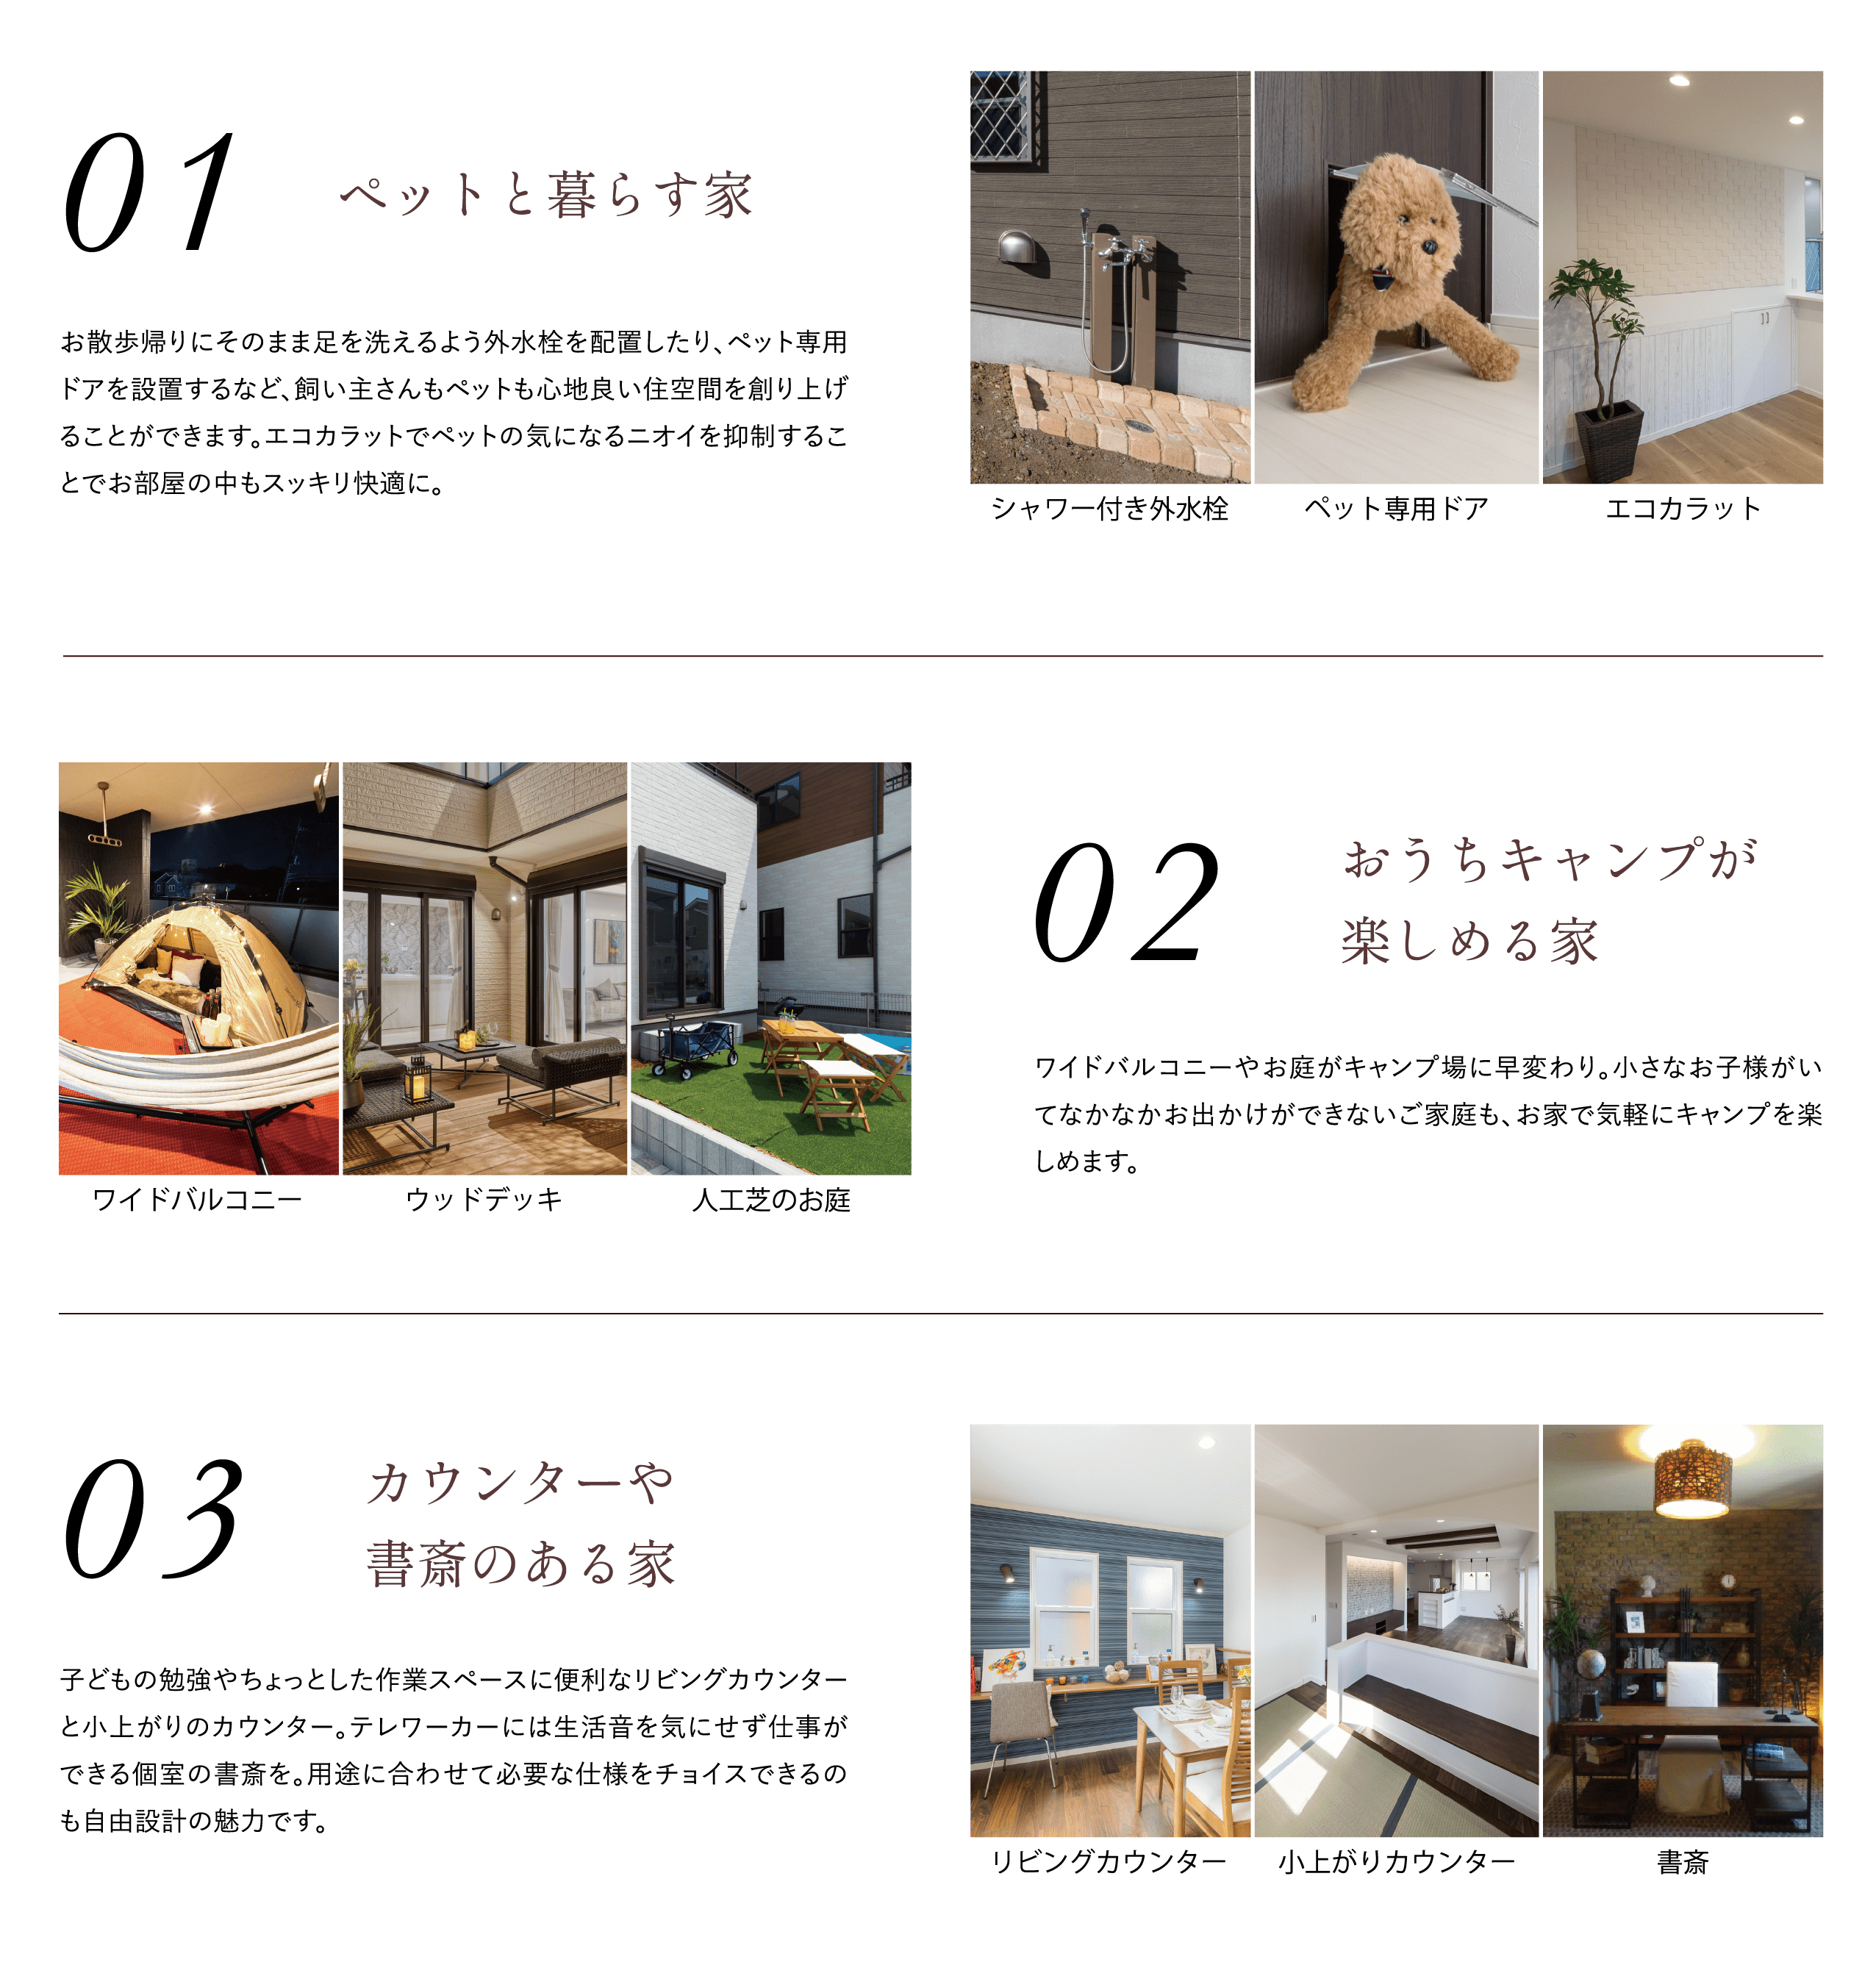 01
ペットと暮らす家
お散歩帰りにそのまま足を洗えるよう外水栓を配置したり、ペット専用
ドアを設置するなど、飼い主さんもペットも心地良い住空間を創り上げ
ることができます。エコカラットでペットの気になるニオイを抑制するこ
とでお部屋の中もスッキリ快適に。
シャワー付き外水栓
ペット専用ドア
エコカラット
ワイドバルコニー
ウッドデッキ
人工芝のお庭
02
おうちキャンプが
楽しめる家
ワイドバルコニーやお庭がキャンプ場に早変わり。小さなお子様がい
てなかなかお出かけができないご家庭も、お家で気軽にキャンプを楽
しめます。
03
カウンターや
書斎のある家
子どもの勉強やちょっとした作業スペースに便利なリビングカウンター
と小上がりのカウンター。テレワーカーには生活音を気にせず仕事が
できる個室の書斎を。用途に合わせて必要な仕様をチョイスできるの
も自由設計の魅力です。
リビングカウンター
小上がりカウンター
書斎